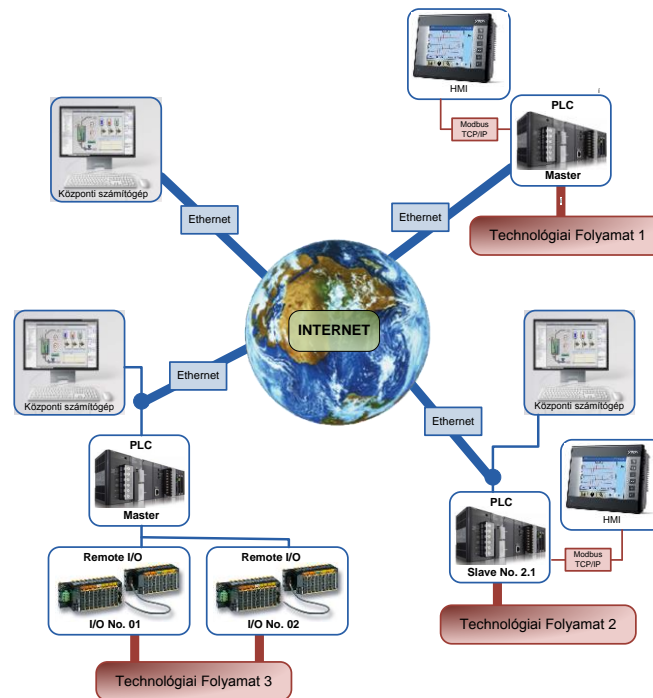 HMI
PLC
Modbus
TCP/IP
Master
Központi számítógép
Ethernet
Ethernet
Technológiai Folyamat 1
INTERNET
Központi számítógép
Ethernet
Központi számítógép
Ethernet
PLC
Master
PLC
HMI
Modbus
TCP/IP
Slave No. 2.1
Remote I/O
Remote I/O
I/O No. 01
I/O No. 02
Technológiai Folyamat 2
Technológiai Folyamat 3